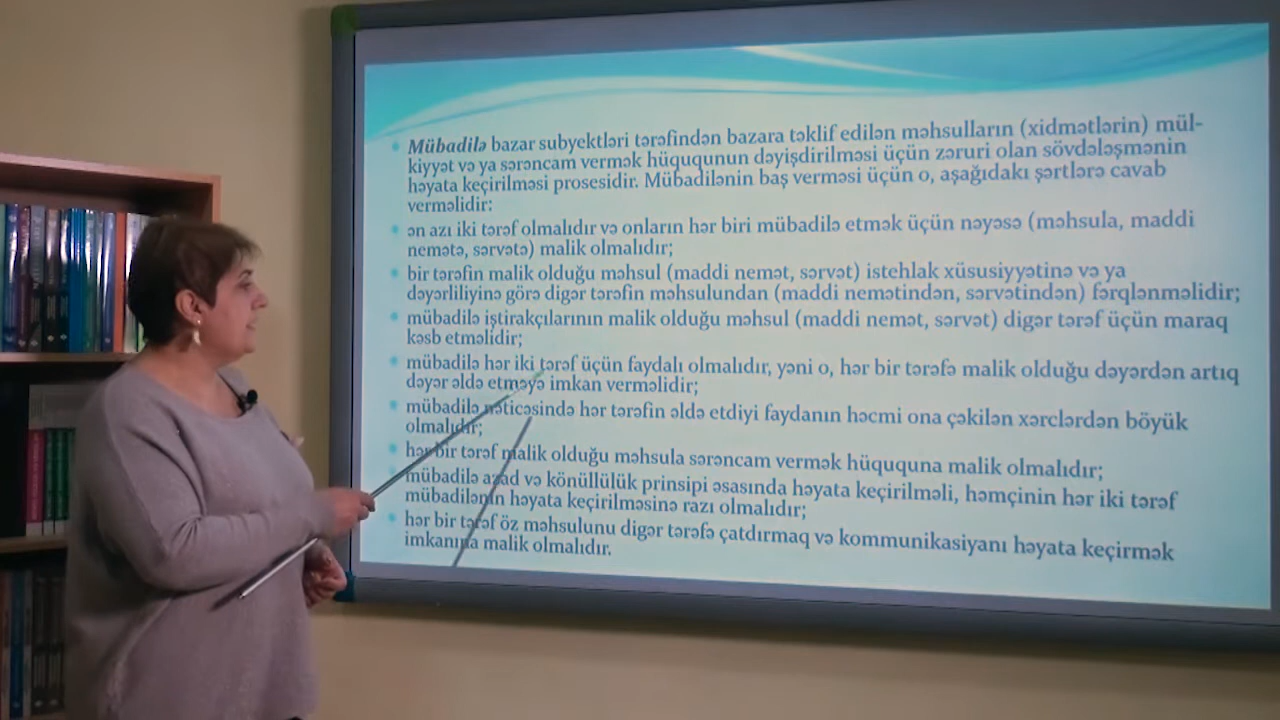 Mübadilə bazar subyektləri tərəfindən bazara təklif edilən məhsulların (xidmətlərin) mül-
kiyyət və ya sərəncam vermək hüququnun dəyişdirilməsi üçün zəruri olan sövdələşmənin
həyata keçirilməsi prosesidir. Mübadilənin baş verməsi üçün o, aşağıdakı şərtlərə cavab
verməlidir:
ən azı iki tərəf olmalıdır və onların hər biri mübadilə etmək üçün nəyəsə (məhsula, maddi
nemətə, sərvətə) malik olmalıdır;
bir tərəfin malik olduğu məhsul (maddi nemət, sərvət) istehlak xüsusiyyətinə və ya
dəyərliliyinə görə digər tərəfin məhsulundan (maddi nemətindən, sərvətindən) fərqlənməlidir;
mübadilə iştirakçılarının malik olduğu məhsul (maddi nemət, sərvət) digər tərəf üçün maraq
kəsb etməlidir;
mübadilə hər iki tərəf üçün faydalı olmalıdır, yəni o, hər bir tərəfə malik olduğu dəyərdən artıq
dəyər əldə etməyə imkan verməlidir;
mübadilə nəticəsində hər tərəfin əldə etdiyi faydanın həcmi ona çəkilən xərclərdən böyük
olmalıdır;
hər bir tərəf malik olduğu məhsula sərəncam vermək hüququna malik olmalıdır;
mübadilə azad və könüllülük prinsipi əsasında həyata keçirilməli, həmçinin hər iki tərəf
mübadilənin həyata keçirilməsinə razı olmalıdır;
hər bir tərəf öz məhsulunu digər tərəfə çatdırmaq və kommunikasiyanı həyata keçirmək
imkanına malik olmalıdır.